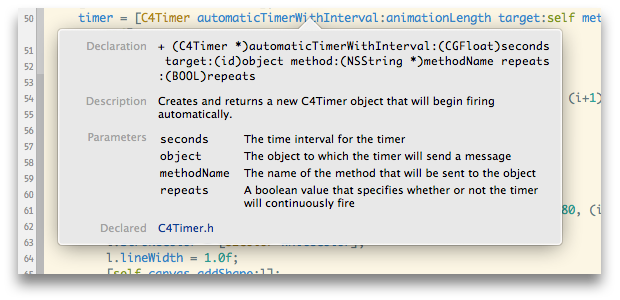 50 timer = [C4Timer automaticTimerWithInterval:animationLength target:self met
Declaration + (C4Timer *)automaticTimerWithInterval:(CGFloat)seconds
target:(id)object method:(NSString *)methodName repeats
:(BOOL)repeats
Description Creates and returns a new C4Timer object that will begin firing
automatically.
Parameters seconds The time interval for the timer
object The object to which the timer will send a message
methodName The name of the method that will be sent to the object
repeats A boolean value that specifies whether or not the timer
will continuously fire
Declared C4Timer.h
51
52
53
54 (i+1)
55
56
57
58
59
60
61 80, (i
62
63
64 l.lineWidth = 1.0f;
65 [self.canvas addShape:l];